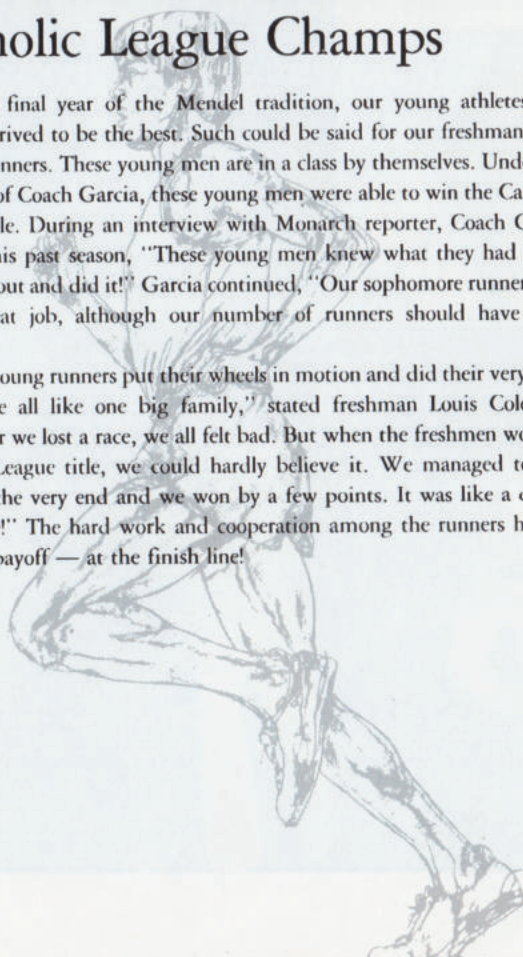 holic League Champs
final year of the Mendel tradition, our young athletes
rived to be the best. Such could be said for our freshman
nners. These young men are in a class by themselves. Und
of Coach Garcia, these young men were able to win the Ca
le. During an interview with Monarch reporter, Coach G
is past season, "These young men knew what they had
out and did it!" Garcia continued, "Our sophomore runner
at job, although our number of runners should have
oung runners put their wheels in motion and did their very
e all like one big family," stated freshman Louis Col
r we lost a race, we all felt bad. But when the freshmen w
League title, we could hardly believe it. We managed t
the very end and we won by a few points. It was like a
!" The hard work and cooperation among the runners h
payoff — at the finish line!